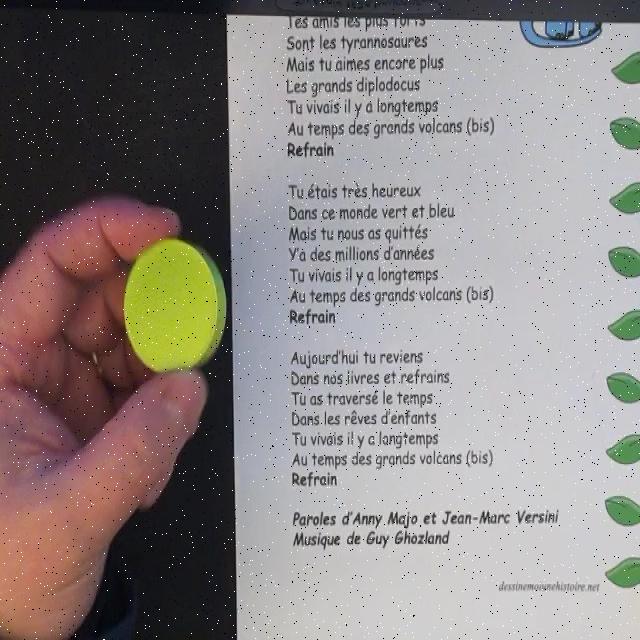 Tes amis les plus forts
Sont les tyrannosaures
Mais tu aimes encore plus
Les grands diplodocus
Tu vivais il y a longtemps
Au temps des grands volcans (bis)
Refrain
Tu étais très heureux
Dans ce monde vert et bleu
Mais tu nous as quittés
Y'a des millions d'années
Tu vivais il y a longtemps
Au temps des grands volcans (bis)
Refrain
Aujourd'hui tu reviens
Dans nos livres et refrains
Tu as traversé le temps
Dans les rêves d'enfants
Tu vivais il y a longtemps
Au temps des grands volcans (bis)
Refrain
Paroles d'Anny Majo et Jean-Marc Versini
Musique de Guy Ghozland
dessinemoiunehistoire.net